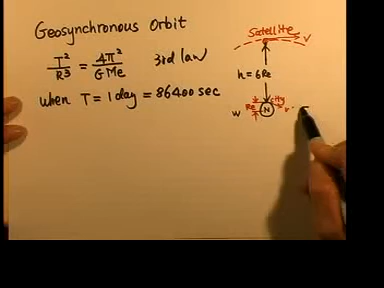 Geosynchronous Orbit
Satellite
v
T²/R³ = 4π²/GMe 3rd law
h = 6Re
when T = 1 day = 86400 sec
Re
N
W